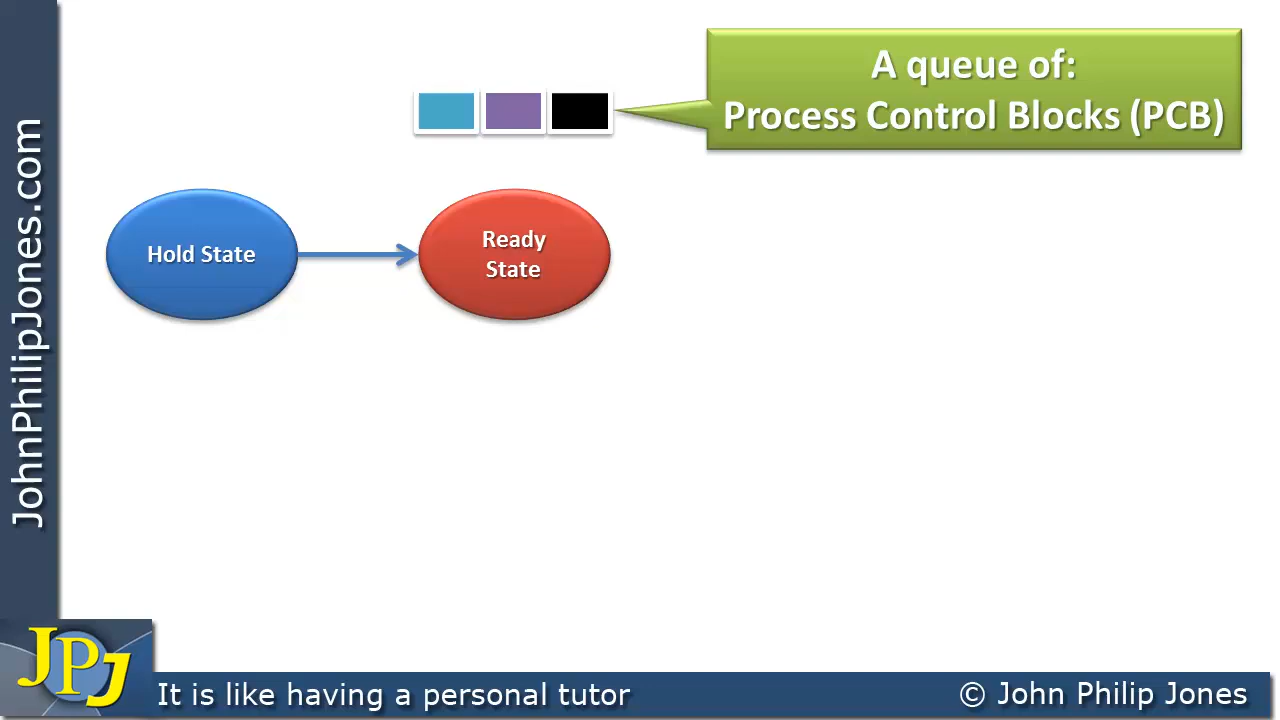 A queue of:
Process Control Blocks (PCB)
Hold State
Ready
State
JohnPhilipJones.com
JPJ
It is like having a personal tutor
© John Philip Jones